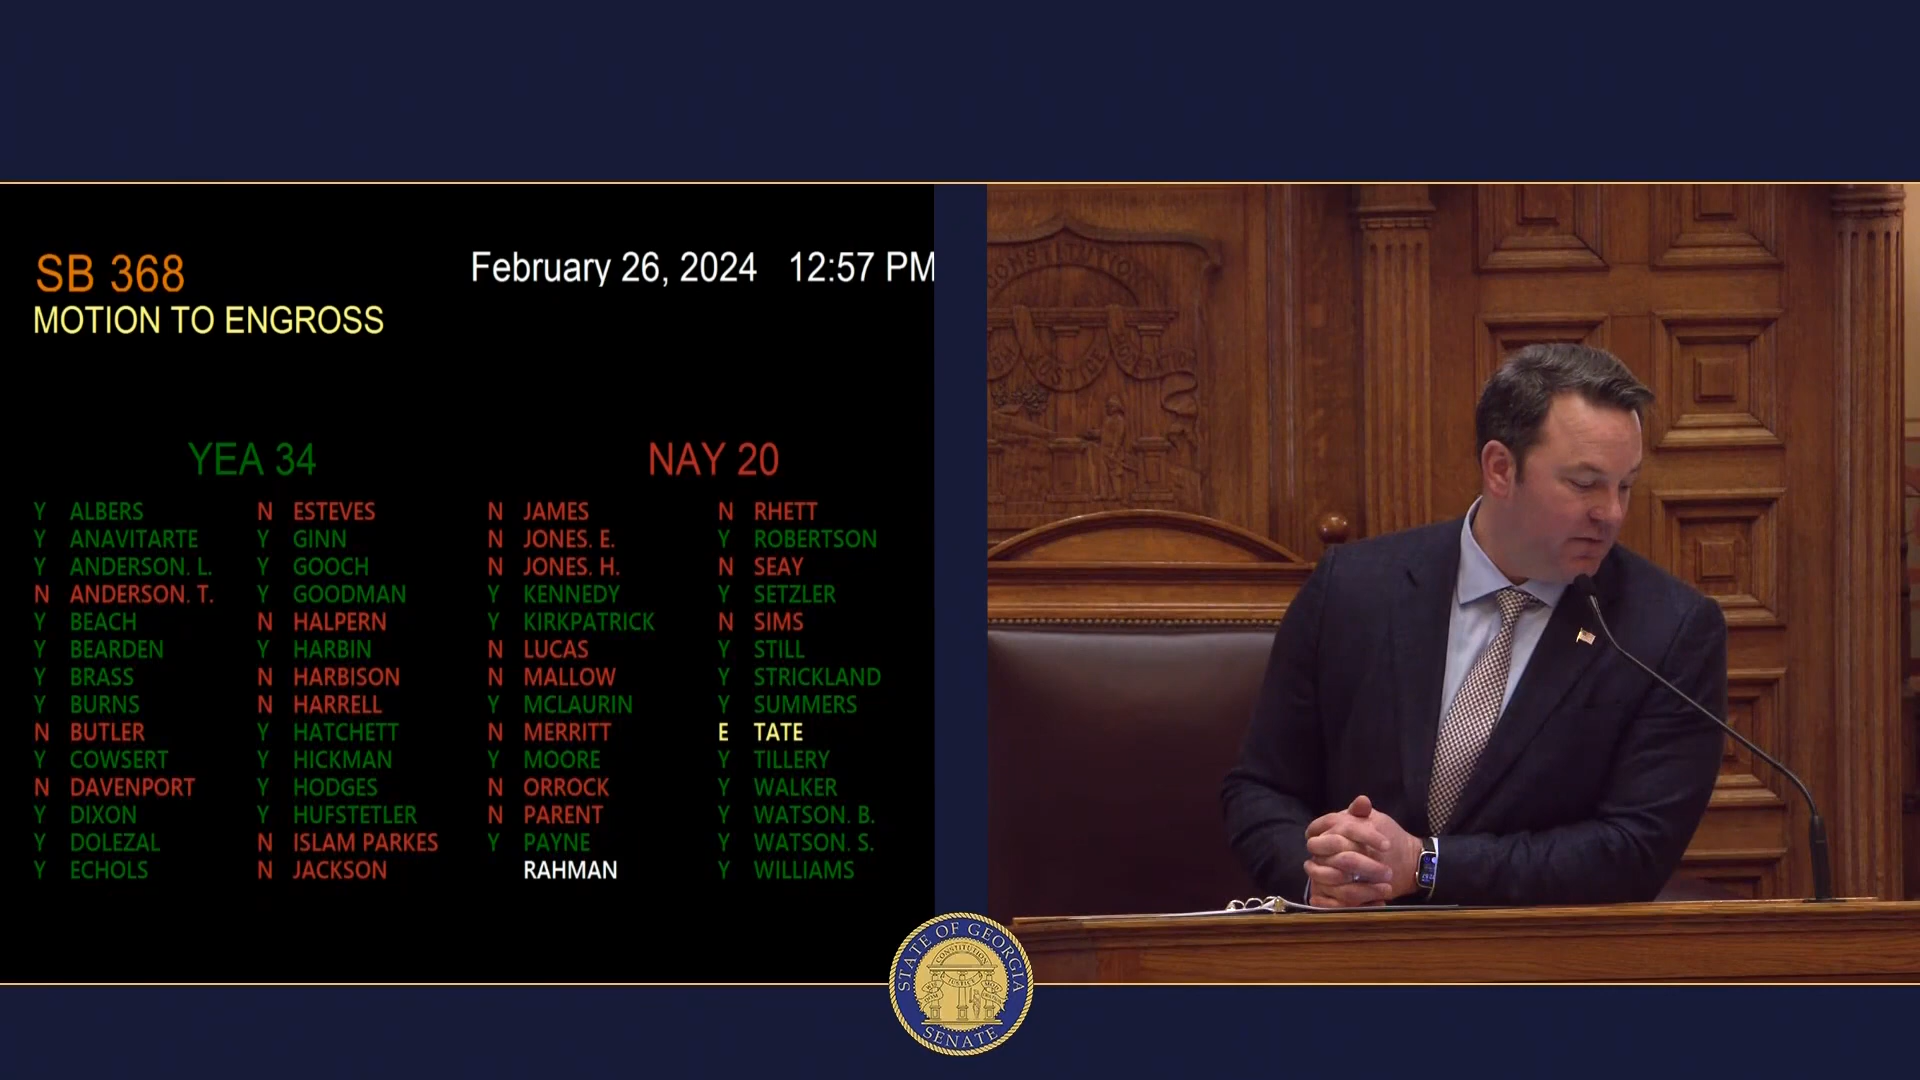 SB 368
February 26, 2024 12:57 PM
MOTION TO ENGROSS
YEA 34
NAY 20
Y ALBERS
Y ANAVITARTE
Y ANDERSON. L.
N ANDERSON. T.
Y BEACH
Y BEARDEN
Y BRASS
Y BURNS
N BUTLER
Y COWSERT
N DAVENPORT
Y DIXON
Y DOLEZAL
Y ECHOLS
N ESTEVES
Y GINN
Y GOOCH
Y GOODMAN
N HALPERN
Y HARBIN
N HARBISON
N HARRELL
Y HATCHETT
Y HICKMAN
Y HODGES
Y HUFSTETLER
N ISLAM PARKES
N JACKSON
N JAMES
N JONES. E.
N JONES. H.
Y KENNEDY
Y KIRKPATRICK
N LUCAS
N MALLOW
Y MCLAURIN
N MERRITT
Y MOORE
N ORROCK
N PARENT
Y PAYNE
RAHMAN
N RHETT
Y ROBERTSON
N SEAY
Y SETZLER
N SIMS
Y STILL
Y STRICKLAND
Y SUMMERS
E TATE
Y TILLERY
Y WALKER
Y WATSON. B.
Y WATSON. S.
Y WILLIAMS
STATE OF GEORGIA
CONSTITUTION
SENATE